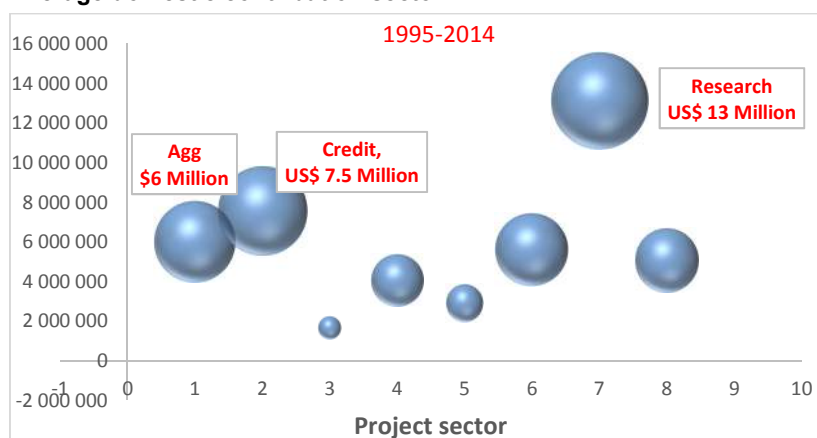 1995-2014
16 000 000
14 000 000
12 000 000
10 000 000
8 000 000
6 000 000
4 000 000
2 000 000
0
-2 000 000
Agg
$6 Million
Credit,
US$ 7.5 Million
Research
US$ 13 Million
-1 0 1 2 3 4 5 6 7 8 9 10
Project sector